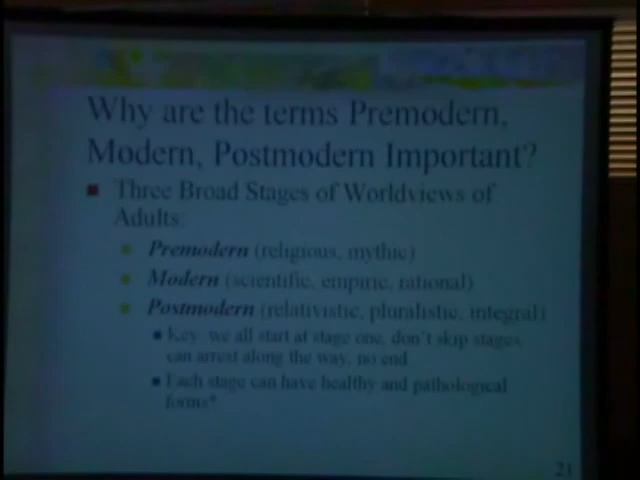 Why are the terms Premodern,
Modern, Postmodern Important?
Three Broad Stages of Worldviews of
Adults:
Premodern (religious, mythic)
Modern (scientific, empiric, rational)
Postmodern (relativistic, pluralistic, integral)
Key: we all start at stage one, don't skip stages,
can arrest along the way, no end
Each stage can have healthy and pathological
forms*
21